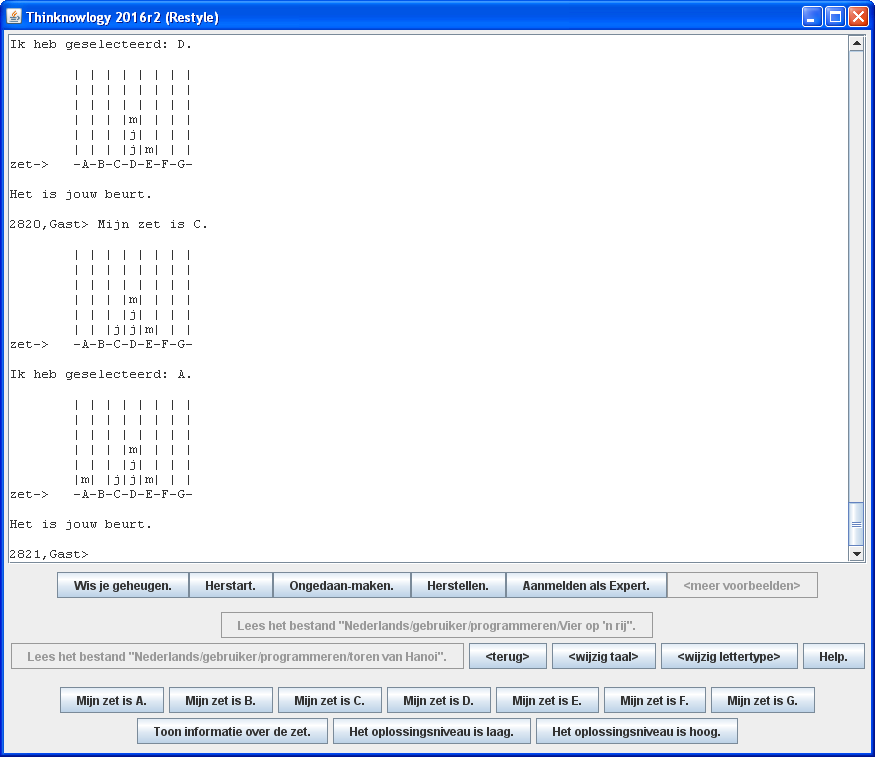 Thinknowlogy 2016r2 (Restyle)
Ik heb geselecteerd: D.
| | | | | | | |
| | | | | | | |
| | | | | | | |
| | | |m| | | |
| | | |j| | | |
| | | |j|m| | |
zet-> -A-B-C-D-E-F-G-
Het is jouw beurt.
2820,Gast> Mijn zet is C.
| | | | | | | |
| | | | | | | |
| | | | | | | |
| | | |m| | | |
| | | |j| | | |
| | |j|j|m| | |
zet-> -A-B-C-D-E-F-G-
Ik heb geselecteerd: A.
| | | | | | | |
| | | | | | | |
| | | | | | | |
| | | |m| | | |
| | | |j| | | |
|m| |j|j|m| | |
zet-> -A-B-C-D-E-F-G-
Het is jouw beurt.
2821,Gast>
Wis je geheugen. Herstart. Ongedaan-maken. Herstellen. Aanmelden als Expert. <meer voorbeelden>
Lees het bestand "Nederlands/gebruiker/programmeren/Vier op 'n rij".
Lees het bestand "Nederlands/gebruiker/programmeren/toren van Hanoi". <terug> <wijzig taal> <wijzig lettertype> Help.
Mijn zet is A. Mijn zet is B. Mijn zet is C. Mijn zet is D. Mijn zet is E. Mijn zet is F. Mijn zet is G.
Toon informatie over de zet. Het oplossingsniveau is laag. Het oplossingsniveau is hoog.